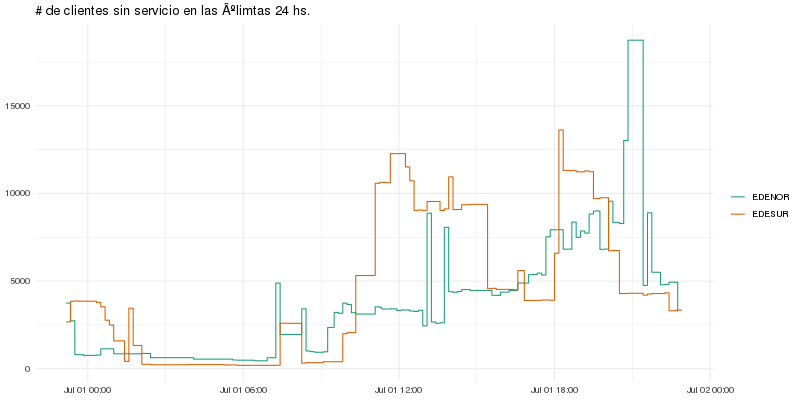 # de clientes sin servicio en las Ãºlimtas 24 hs.
15000
10000
5000
0
Jul 01 00:00
Jul 01 06:00
Jul 01 12:00
Jul 01 18:00
Jul 02 00:00
EDENOR
EDESUR